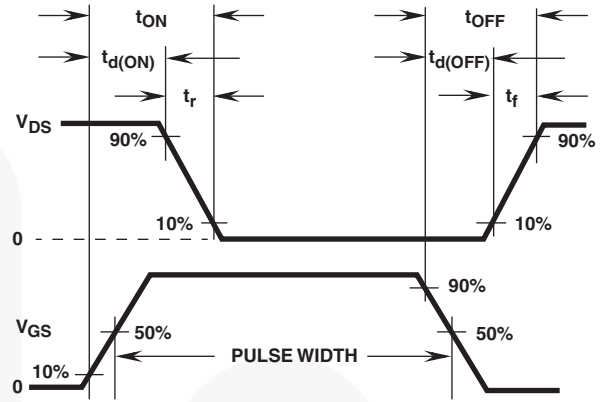 tON tOFF
td(ON) td(OFF)
tr tf
VDS
90% 90%
10% 10%
0
90%
VGS
50% 50%
PULSE WIDTH
10%
0